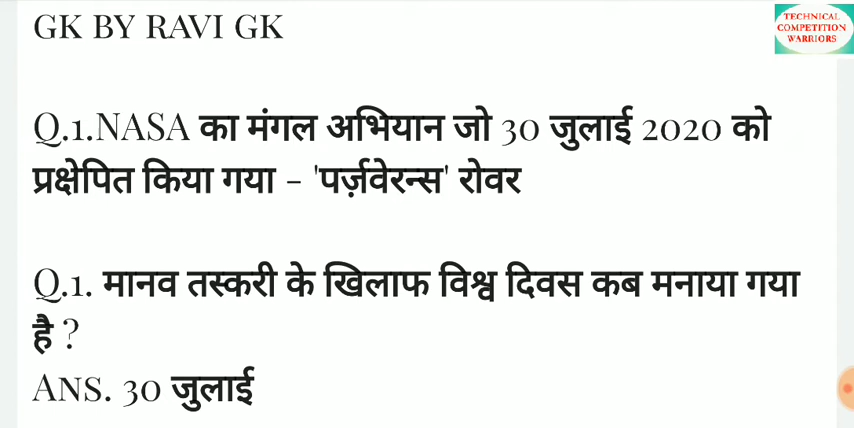 GK BY RAVI GK
TECHNICAL
COMPETITION
WARRIORS
Q.1.NASA का मंगल अभियान जो 30 जुलाई 2020 को
प्रक्षेपित किया गया - 'पर्ज़वेरन्स' रोवर
Q.1. मानव तस्करी के खिलाफ विश्व दिवस कब मनाया गया
है ?
ANS. 30 जुलाई